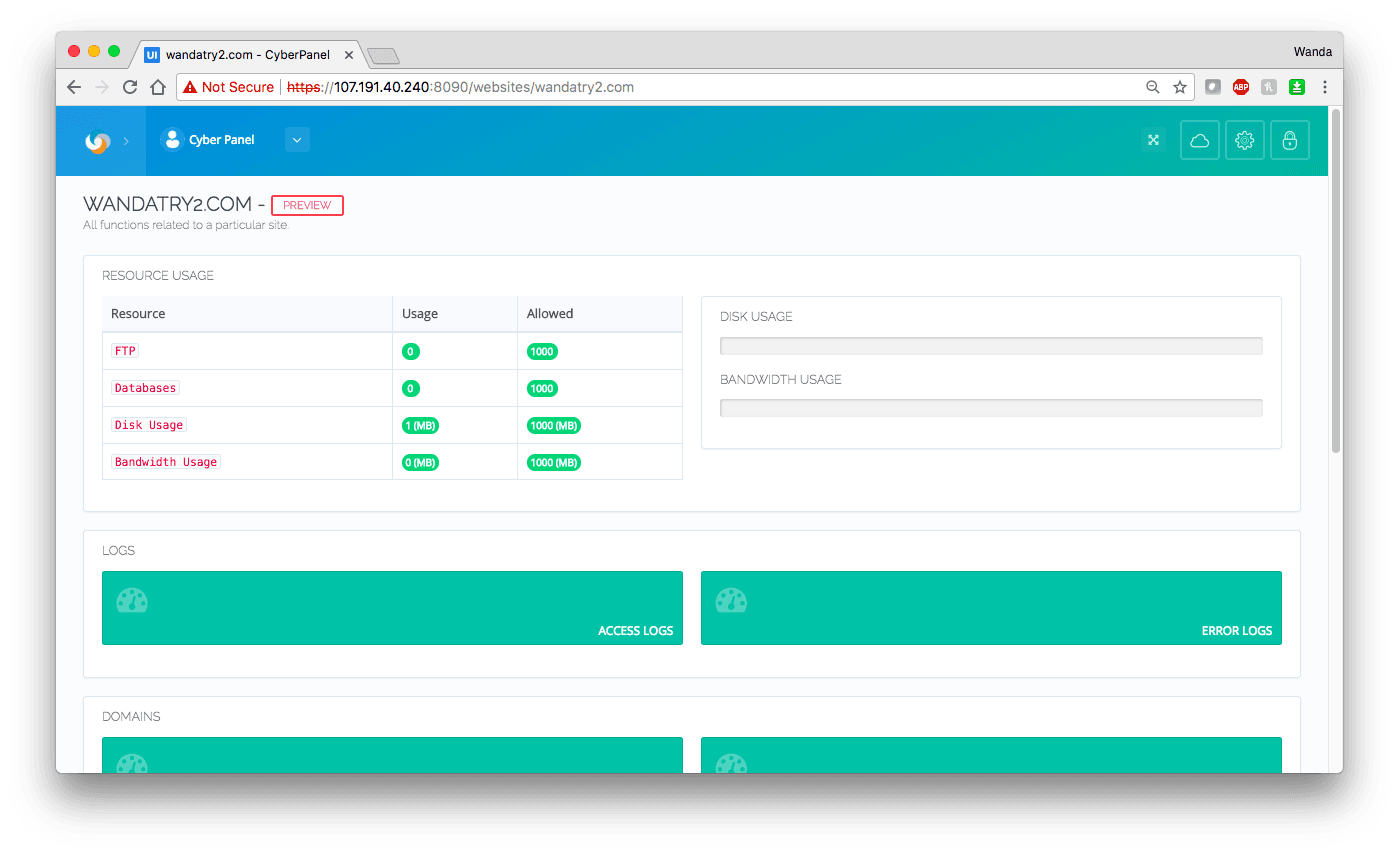 UI wandatry2.com - CyberPanel
Wanda
Not Secure https://107.191.40.240:8090/websites/wandatry2.com
ABP
Cyber Panel
WANDATRY2.COM - PREVIEW
All functions related to a particular site.
RESOURCE USAGE
Resource Usage Allowed
FTP 0 1000
Databases 0 1000
Disk Usage 1 (MB) 1000 (MB)
Bandwidth Usage 0 (MB) 1000 (MB)
DISK USAGE
BANDWIDTH USAGE
LOGS
ACCESS LOGS
ERROR LOGS
DOMAINS